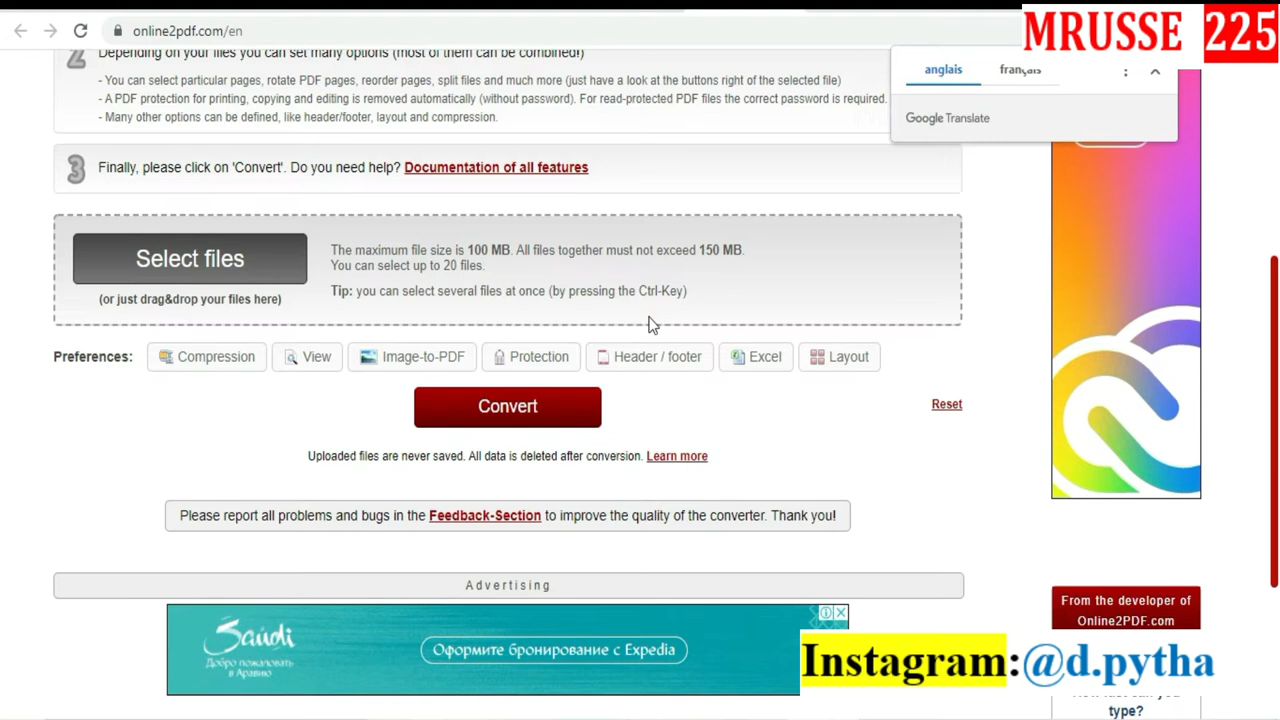 online2pdf.com/en
MRUSSE 225
anglais français
Google Translate
2 Depending on your files you can set many options (most of them can be combined!)
- You can select particular pages, rotate PDF pages, reorder pages, split files and much more (just have a look at the buttons right of the selected file)
- A PDF protection for printing, copying and editing is removed automatically (without password). For read-protected PDF files the correct password is required.
- Many other options can be defined, like header/footer, layout and compression.
3 Finally, please click on 'Convert'. Do you need help? Documentation of all features
Select files
(or just drag&drop your files here)
The maximum file size is 100 MB. All files together must not exceed 150 MB.
You can select up to 20 files.
Tip: you can select several files at once (by pressing the Ctrl-Key)
Preferences: Compression View Image-to-PDF Protection Header / footer Excel Layout
Convert
Reset
Uploaded files are never saved. All data is deleted after conversion. Learn more
Please report all problems and bugs in the Feedback-Section to improve the quality of the converter. Thank you!
Advertising
Saudi
Добро пожаловать
в Аравию
Оформите бронирование с Expedia
From the developer of
Online2PDF.com
Instagram:@d.pytha
type?